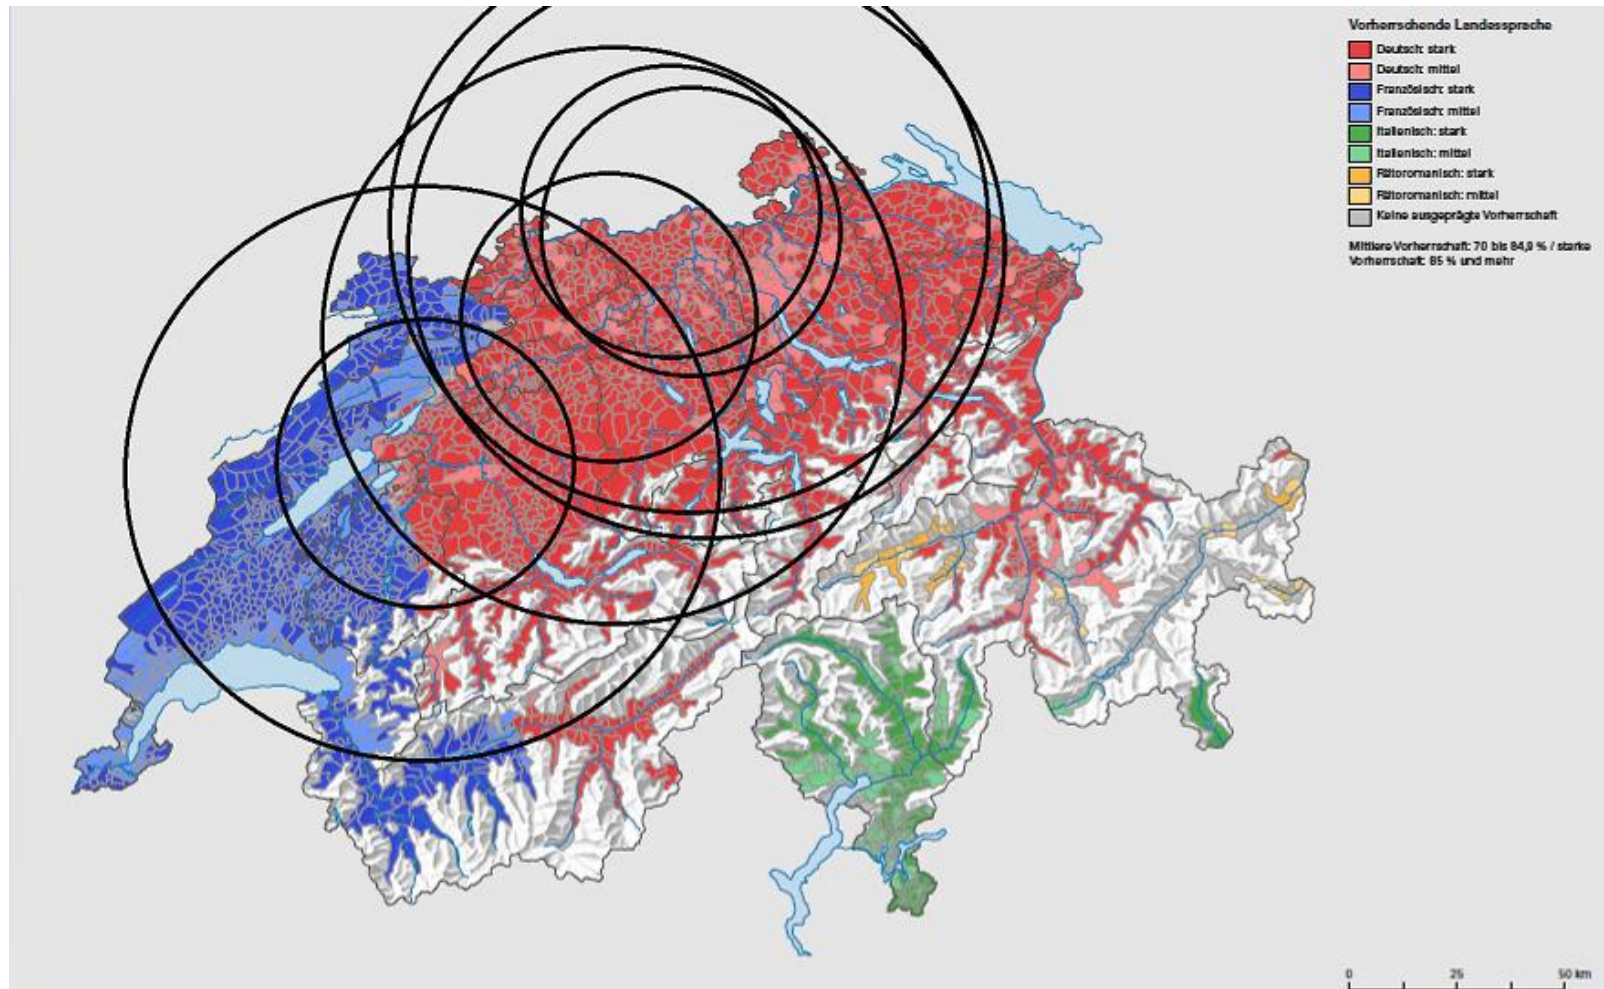 Vorherrschende Landessprache
Deutsch: stark
Deutsch: mittel
Französisch: stark
Französisch: mittel
Italienisch: stark
Italienisch: mittel
Rätoromanisch: stark
Rätoromanisch: mittel
Keine ausgeprägte Vorherrschaft
Mittlere Vorherrschaft: 70 bis 84,9 % / starke
Vorherrschaft: 85 % und mehr
0 25 50 km